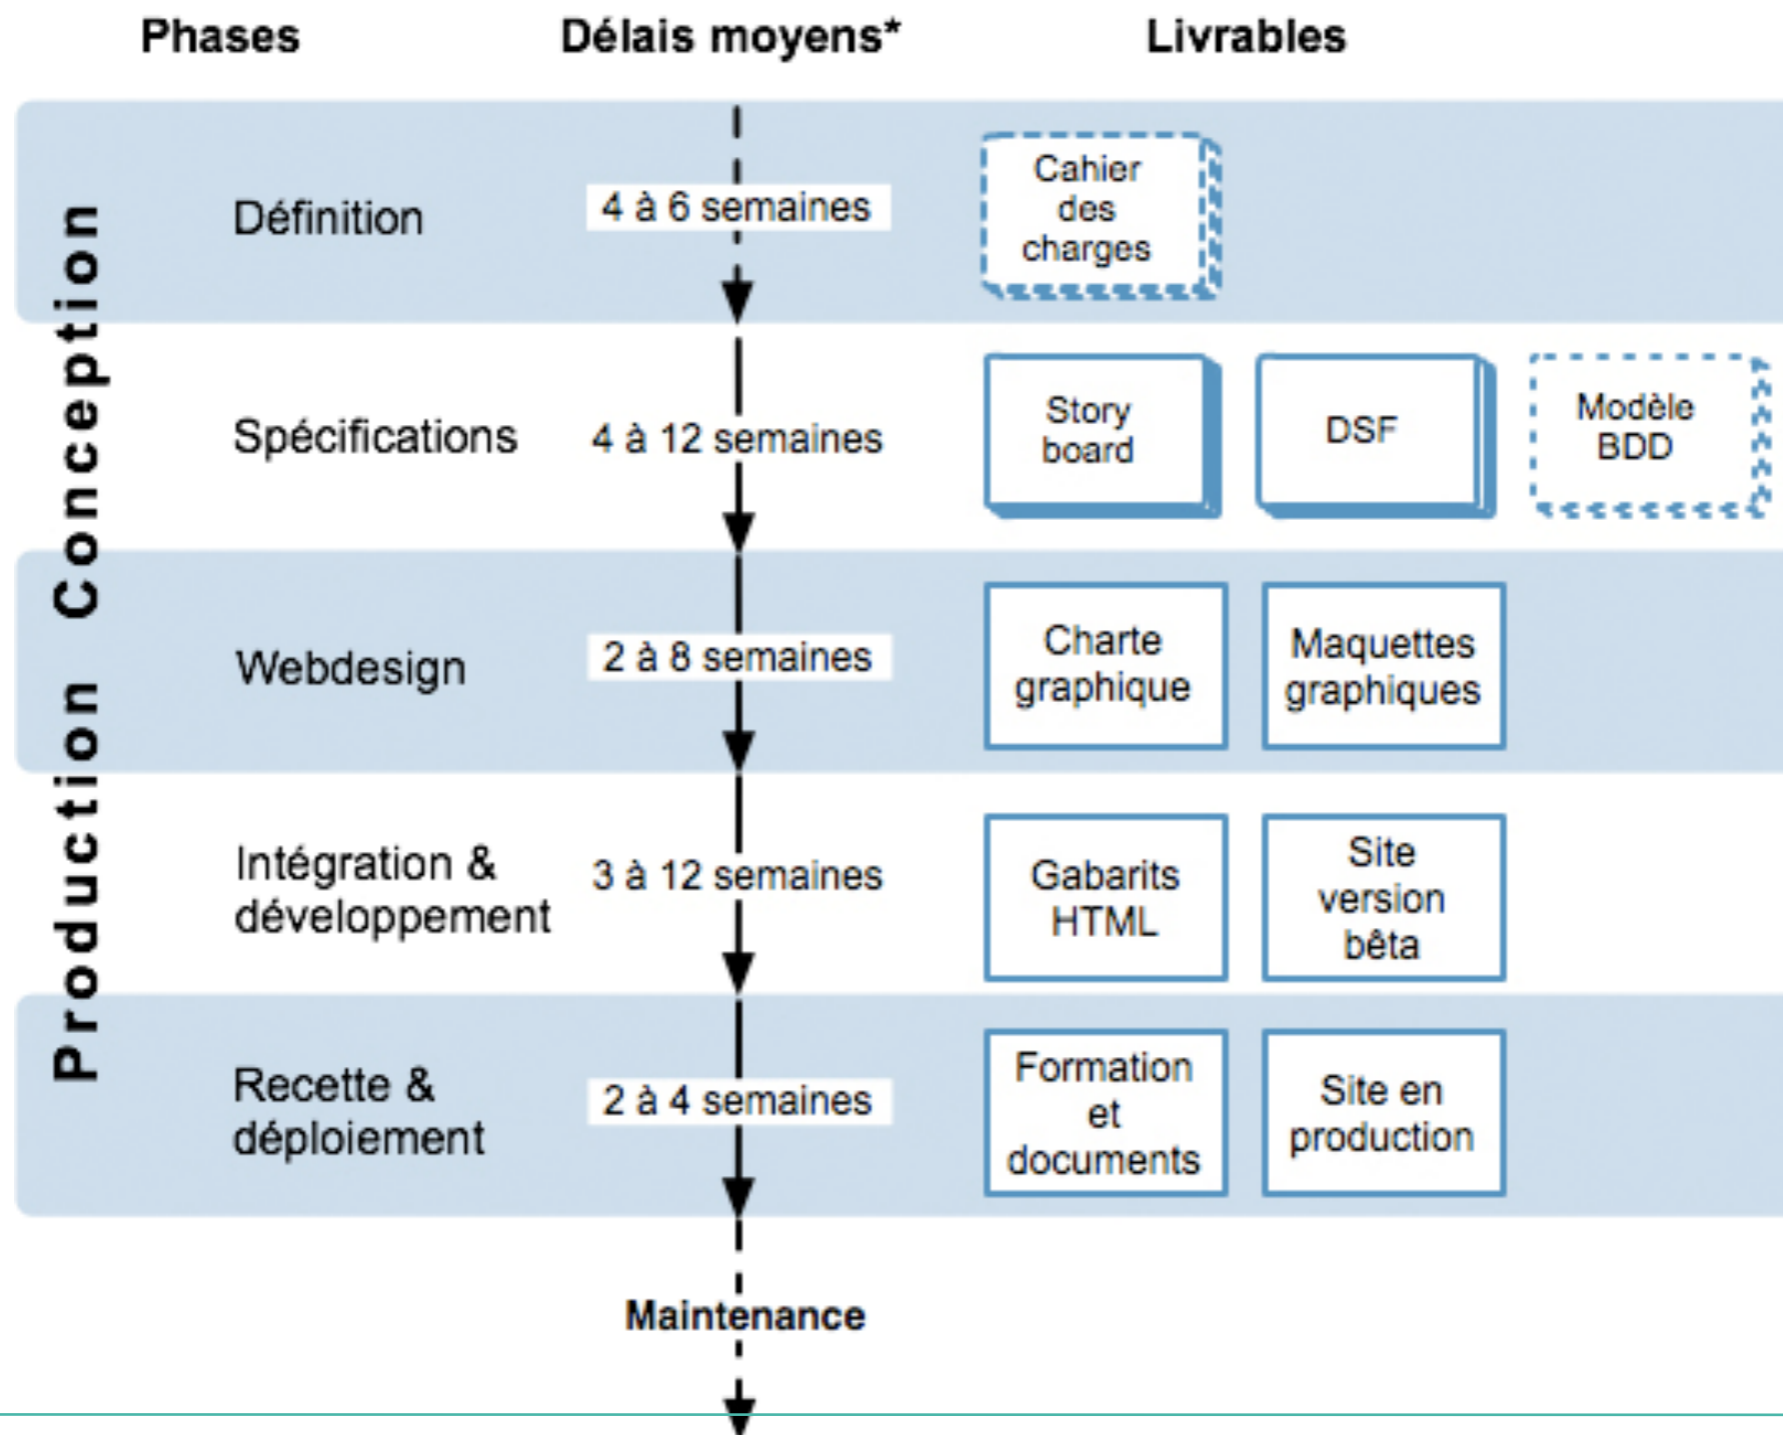 Phases Délais moyens* Livrables
Conception
Définition
4 à 6 semaines
Cahier
des
charges
Spécifications
4 à 12 semaines
Story
board
DSF
Modèle
BDD
Production
Webdesign
2 à 8 semaines
Charte
graphique
Maquettes
graphiques
Intégration &
développement
3 à 12 semaines
Gabarits
HTML
Site
version
bêta
Recette &
déploiement
2 à 4 semaines
Formation
et
documents
Site en
production
Maintenance